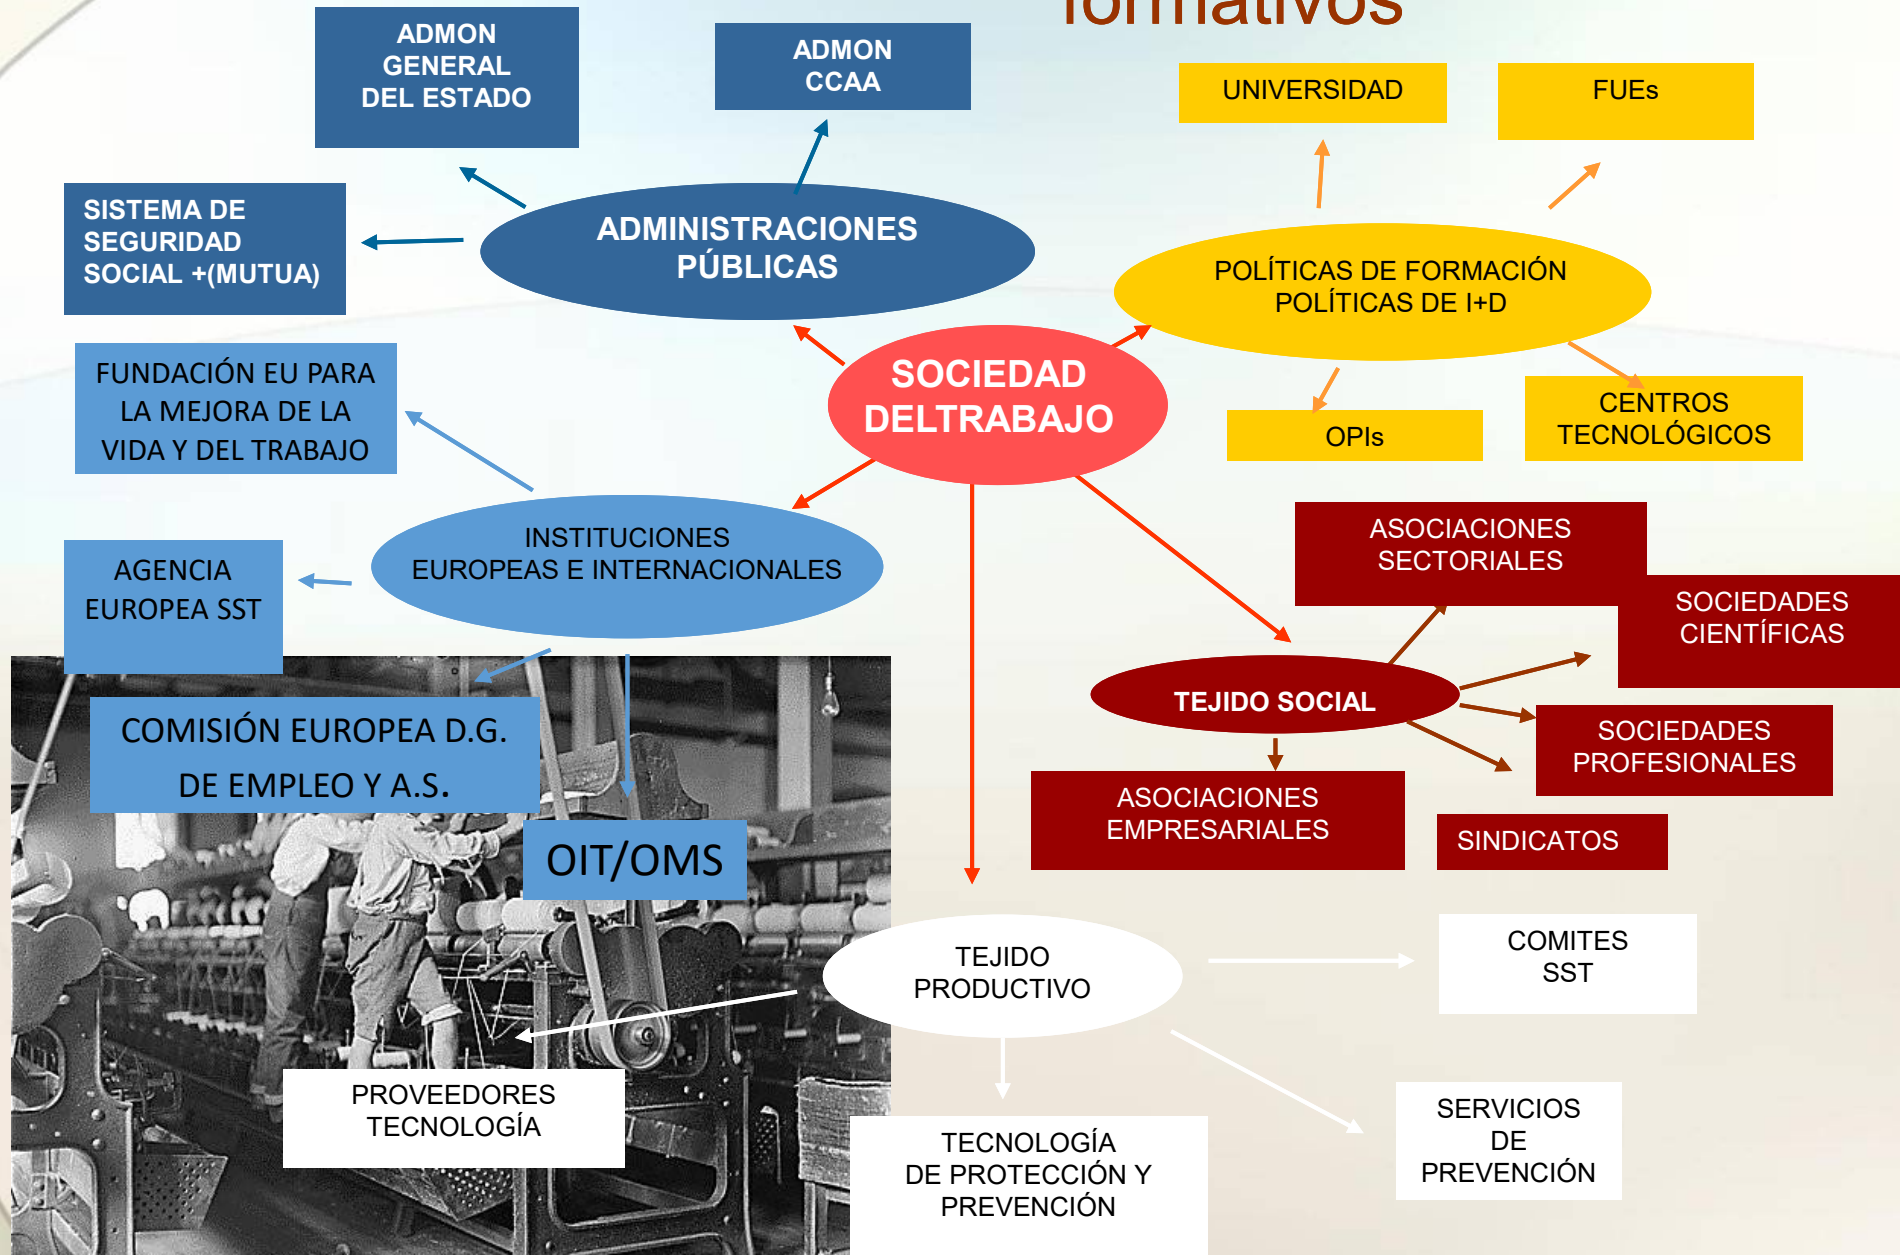 formativos
ADMON
GENERAL
DEL ESTADO
ADMON
CCAA
UNIVERSIDAD
FUEs
SISTEMA DE
SEGURIDAD
SOCIAL +(MUTUA)
ADMINISTRACIONES
PÚBLICAS
POLÍTICAS DE FORMACIÓN
POLÍTICAS DE I+D
FUNDACIÓN EU PARA
LA MEJORA DE LA
VIDA Y DEL TRABAJO
SOCIEDAD
DELTRABAJO
OPIs
CENTROS
TECNOLÓGICOS
INSTITUCIONES
EUROPEAS E INTERNACIONALES
AGENCIA
EUROPEA SST
ASOCIACIONES
SECTORIALES
SOCIEDADES
CIENTÍFICAS
TEJIDO SOCIAL
SOCIEDADES
PROFESIONALES
COMISIÓN EUROPEA D.G.
DE EMPLEO Y A.S.
ASOCIACIONES
EMPRESARIALES
SINDICATOS
OIT/OMS
TEJIDO
PRODUCTIVO
COMITES
SST
PROVEEDORES
TECNOLOGÍA
TECNOLOGÍA
DE PROTECCIÓN Y
PREVENCIÓN
SERVICIOS
DE
PREVENCIÓN